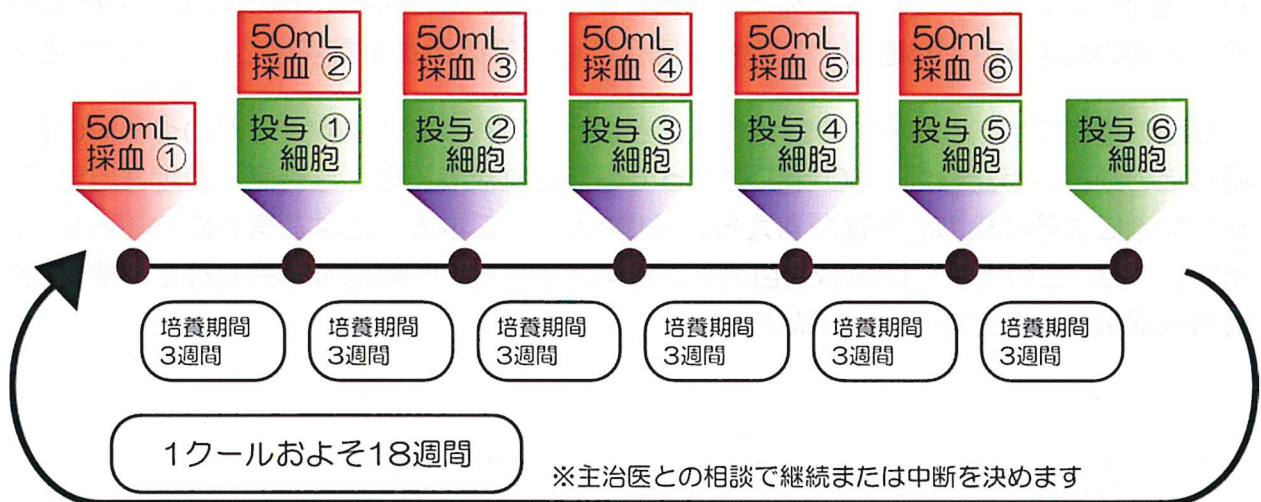 50mL
採血 ①
50mL
採血 ②
投与 ①
細胞
50mL
採血 ③
投与 ②
細胞
50mL
採血 ④
投与 ③
細胞
50mL
採血 ⑤
投与 ④
細胞
50mL
採血 ⑥
投与 ⑤
細胞
投与 ⑥
細胞
培養期間
3週間
培養期間
3週間
培養期間
3週間
培養期間
3週間
培養期間
3週間
培養期間
3週間
1クールおよそ18週間
※主治医との相談で継続または中断を決めます